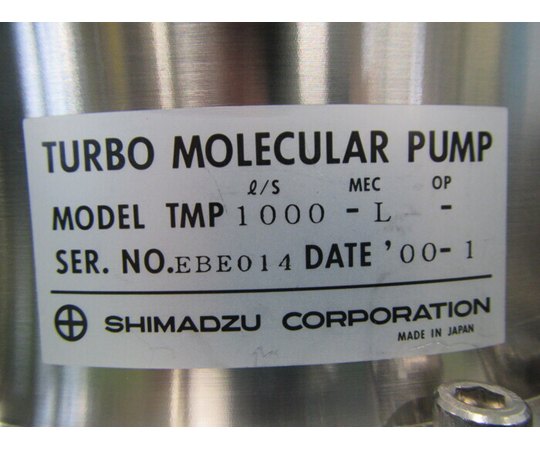 TURBO MOLECULAR PUMP
ℓ/S MEC OP
MODEL TMP 1000 - L -
SER. NO. EBE014 DATE '00-1
SHIMADZU CORPORATION
MADE IN JAPAN